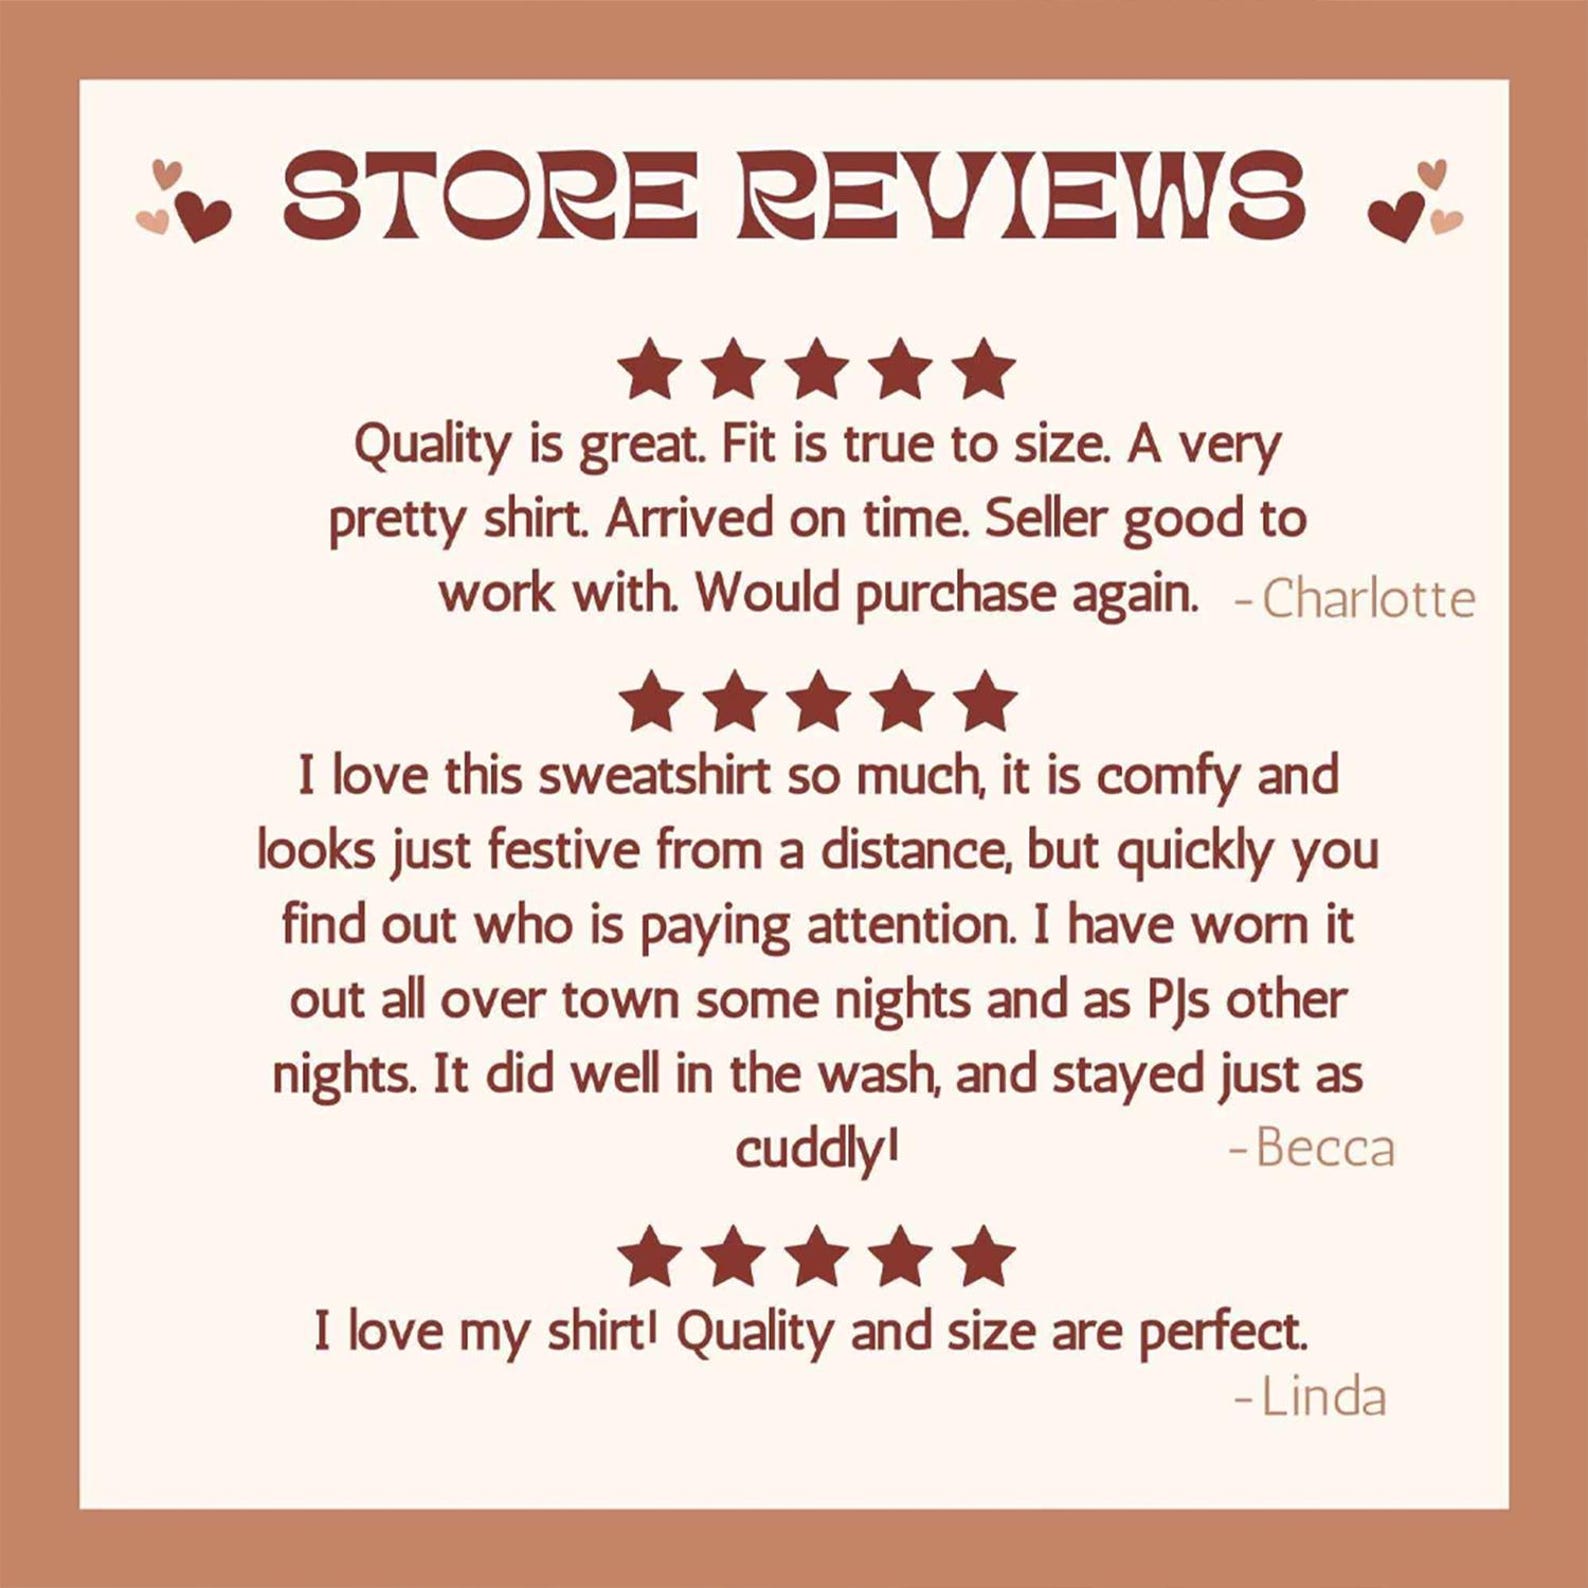 STORE REVIEWS
Quality is great. Fit is true to size. A very
pretty shirt. Arrived on time. Seller good to
work with. Would purchase again. -Charlotte
I love this sweatshirt so much, it is comfy and
looks just festive from a distance, but quickly you
find out who is paying attention. I have worn it
out all over town some nights and as PJs other
nights. It did well in the wash, and stayed just as
cuddly! -Becca
I love my shirt! Quality and size are perfect.
-Linda